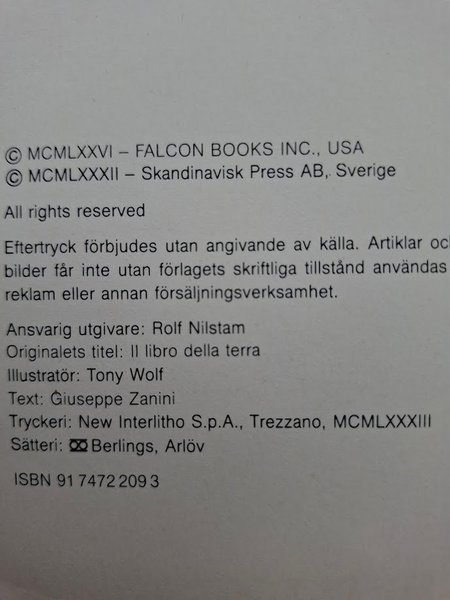 © MCMLXXVI – FALCON BOOKS INC., USA
© MCMLXXXII – Skandinavisk Press AB, Sverige
All rights reserved
Eftertryck förbjudes utan angivande av källa. Artiklar oc
bilder får inte utan förlagets skriftliga tillstånd användas
reklam eller annan försäljningsverksamhet.
Ansvarig utgivare: Rolf Nilstam
Originalets titel: Il libro della terra
Illustratör: Tony Wolf
Text: Giuseppe Zanini
Tryckeri: New Interlitho S.p.A., Trezzano, MCMLXXXIII
Sätteri: Berlings, Arlöv
ISBN 91 7472 209 3